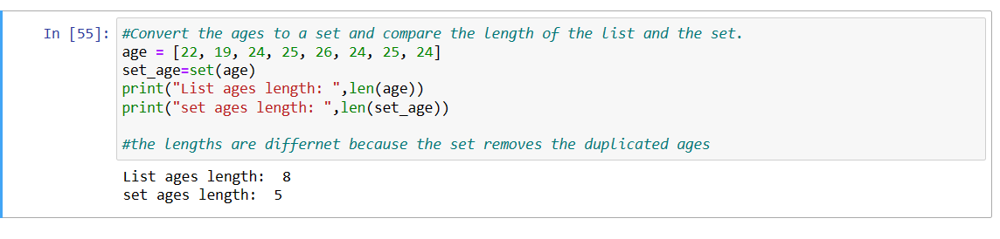 In [55]: #Convert the ages to a set and compare the length of the list and the set.
age = [22, 19, 24, 25, 26, 24, 25, 24]
set_age=set(age)
print("List ages length: ",len(age))
print("set ages length: ",len(set_age))
#the lengths are differnet because the set removes the duplicated ages
List ages length:  8
set ages length:  5